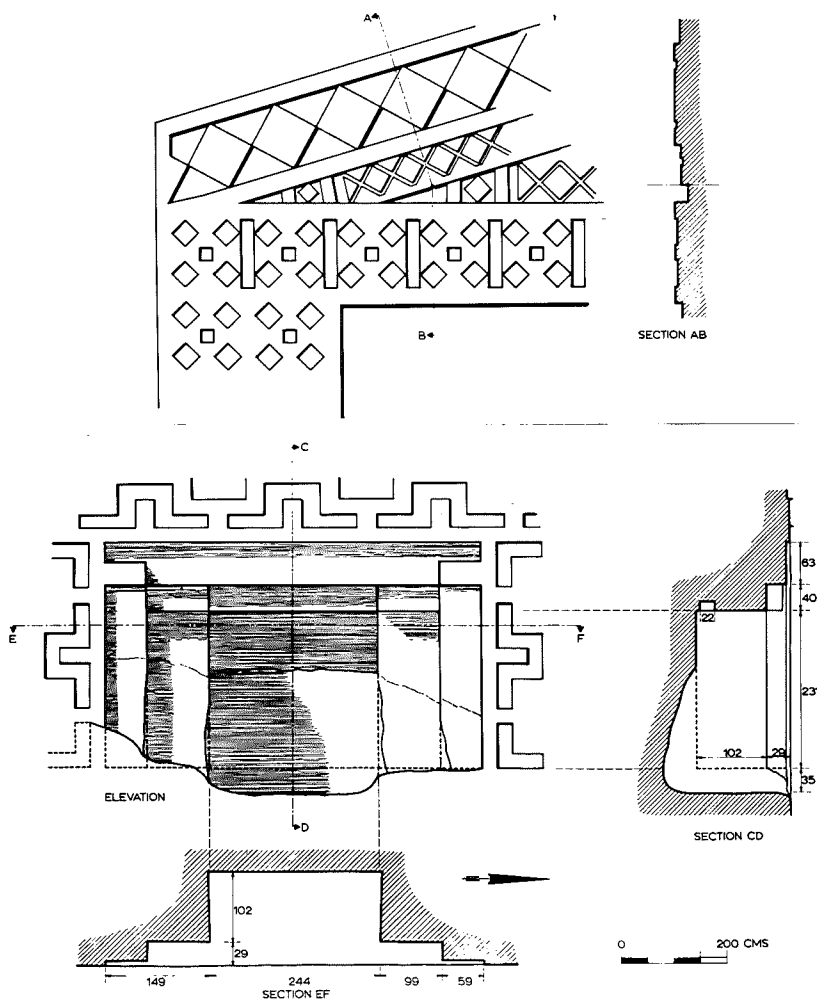 A
B
SECTION AB
C
E
F
D
ELEVATION
63
40
22
23
102
29
35
SECTION CD
102
29
149
244
99
59
SECTION EF
0
200 CMS